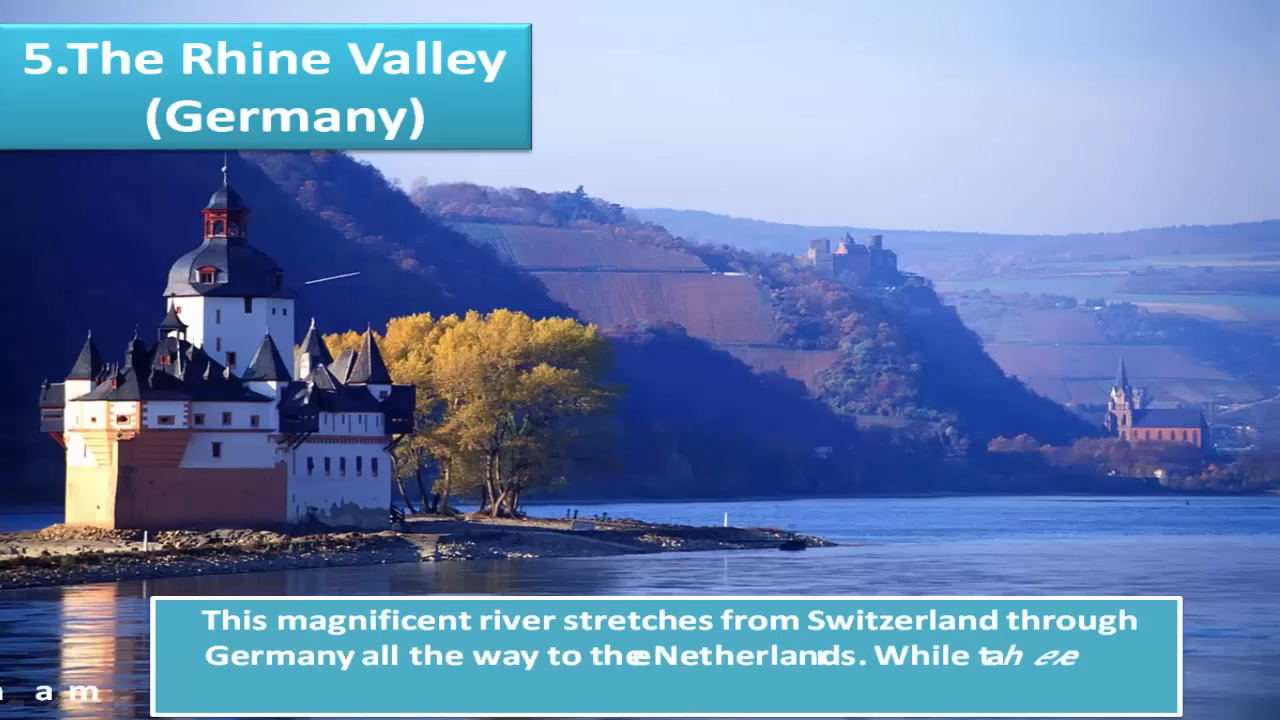 5.The Rhine Valley
(Germany)
This magnificent river stretches from Switzerland through
Germany all the way to the Netherlands. While
am